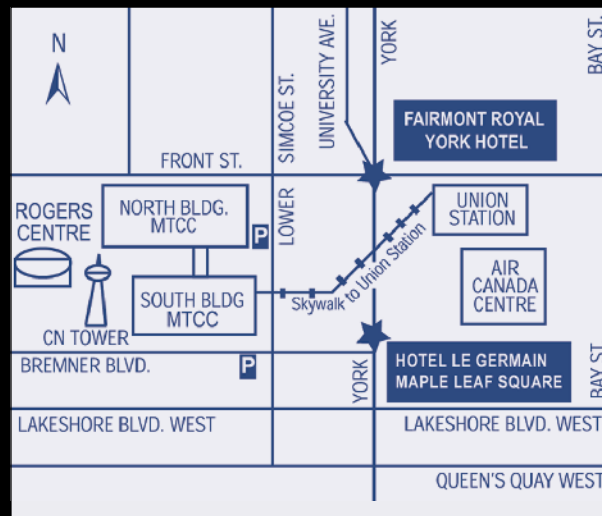 N
SIMCOE ST.
UNIVERSITY AVE.
YORK
BAY ST.
FAIRMONT ROYAL
YORK HOTEL
FRONT ST.
ROGERS
CENTRE
NORTH BLDG.
MTCC
P
LOWER
UNION
STATION
Skywalk to Union Station
AIR
CANADA
CENTRE
SOUTH BLDG
MTCC
CN TOWER
BREMNER BLVD.
P
YORK
HOTEL LE GERMAIN
MAPLE LEAF SQUARE
BAY ST
LAKESHORE BLVD. WEST
LAKESHORE BLVD. WEST
QUEEN'S QUAY WEST